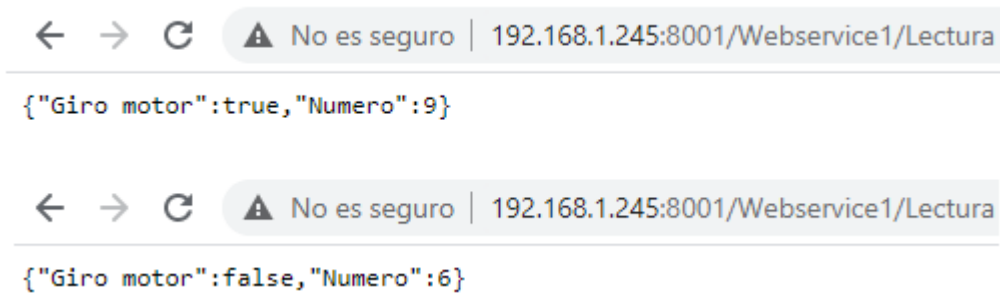 No es seguro | 192.168.1.245:8001/Webservice1/Lectura
{"Giro motor":true,"Numero":9}
No es seguro | 192.168.1.245:8001/Webservice1/Lectura
{"Giro motor":false,"Numero":6}